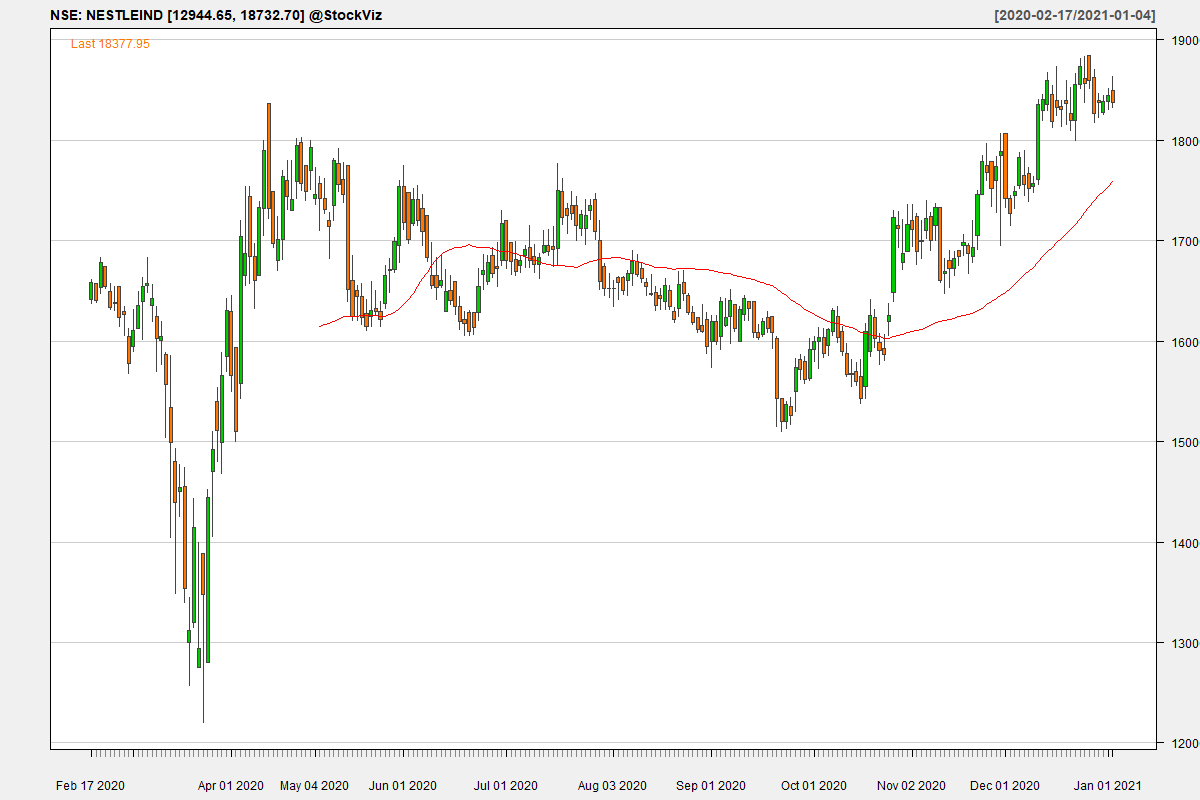 NSE: NESTLEIND [12944.65, 18732.70] @StockViz [2020-02-17/2021-01-04]
Last 18377.95
1900
1800
1700
1600
1500
1400
1300
1200
Feb 17 2020 Apr 01 2020 May 04 2020 Jun 01 2020 Jul 01 2020 Aug 03 2020 Sep 01 2020 Oct 01 2020 Nov 02 2020 Dec 01 2020 Jan 01 2021